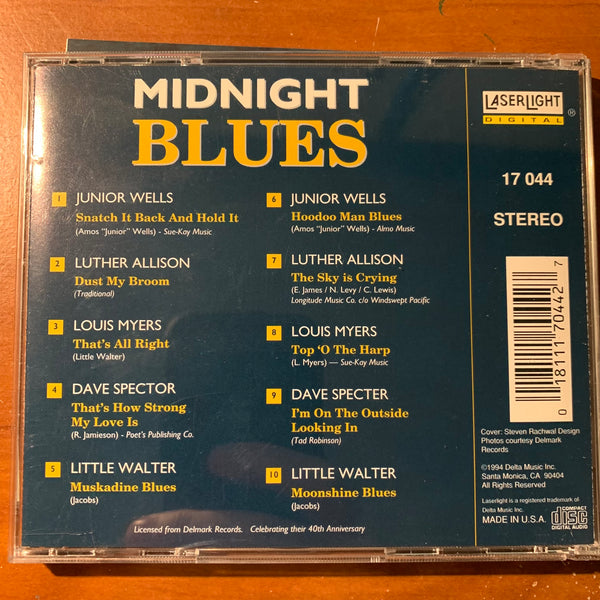 MIDNIGHT
BLUES
1 JUNIOR WELLS
Snatch It Back And Hold It
(Amos "Junior" Wells) - Sue-Kay Music
2 LUTHER ALLISON
Dust My Broom
(Traditional)
3 LOUIS MYERS
That's All Right
(Little Walter)
4 DAVE SPECTOR
That's How Strong
My Love Is
(R. Jamieson) - Poet's Publishing Co.
5 LITTLE WALTER
Muskadine Blues
(Jacobs)
6 JUNIOR WELLS
Hoodoo Man Blues
(Amos "Junior" Wells) - Almo Music
7 LUTHER ALLISON
The Sky is Crying
(E. James / N. Levy / C. Lewis)
Longitude Music Co. c/o Windswept Pacific
8 LOUIS MYERS
Top 'O The Harp
(L. Myers) — Sue-Kay Music
9 DAVE SPECTER
I'm On The Outside
Looking In
(Tad Robinson)
10 LITTLE WALTER
Moonshine Blues
(Jacobs)
Licensed from Delmark Records. Celebrating their 40th Anniversary
LASERLIGHT
DIGITAL ®
17 044
STEREO
0 18111 70442 7
Cover: Steven Rachwal Design
Photos courtesy Delmark
Records
©1994 Delta Music Inc.
Santa Monica, CA 90404
All Rights Reserved
Laserlight is a registered trademark of
Delta Music Inc.
MADE IN U.S.A.
COMPACT
disc
DIGITAL AUDIO